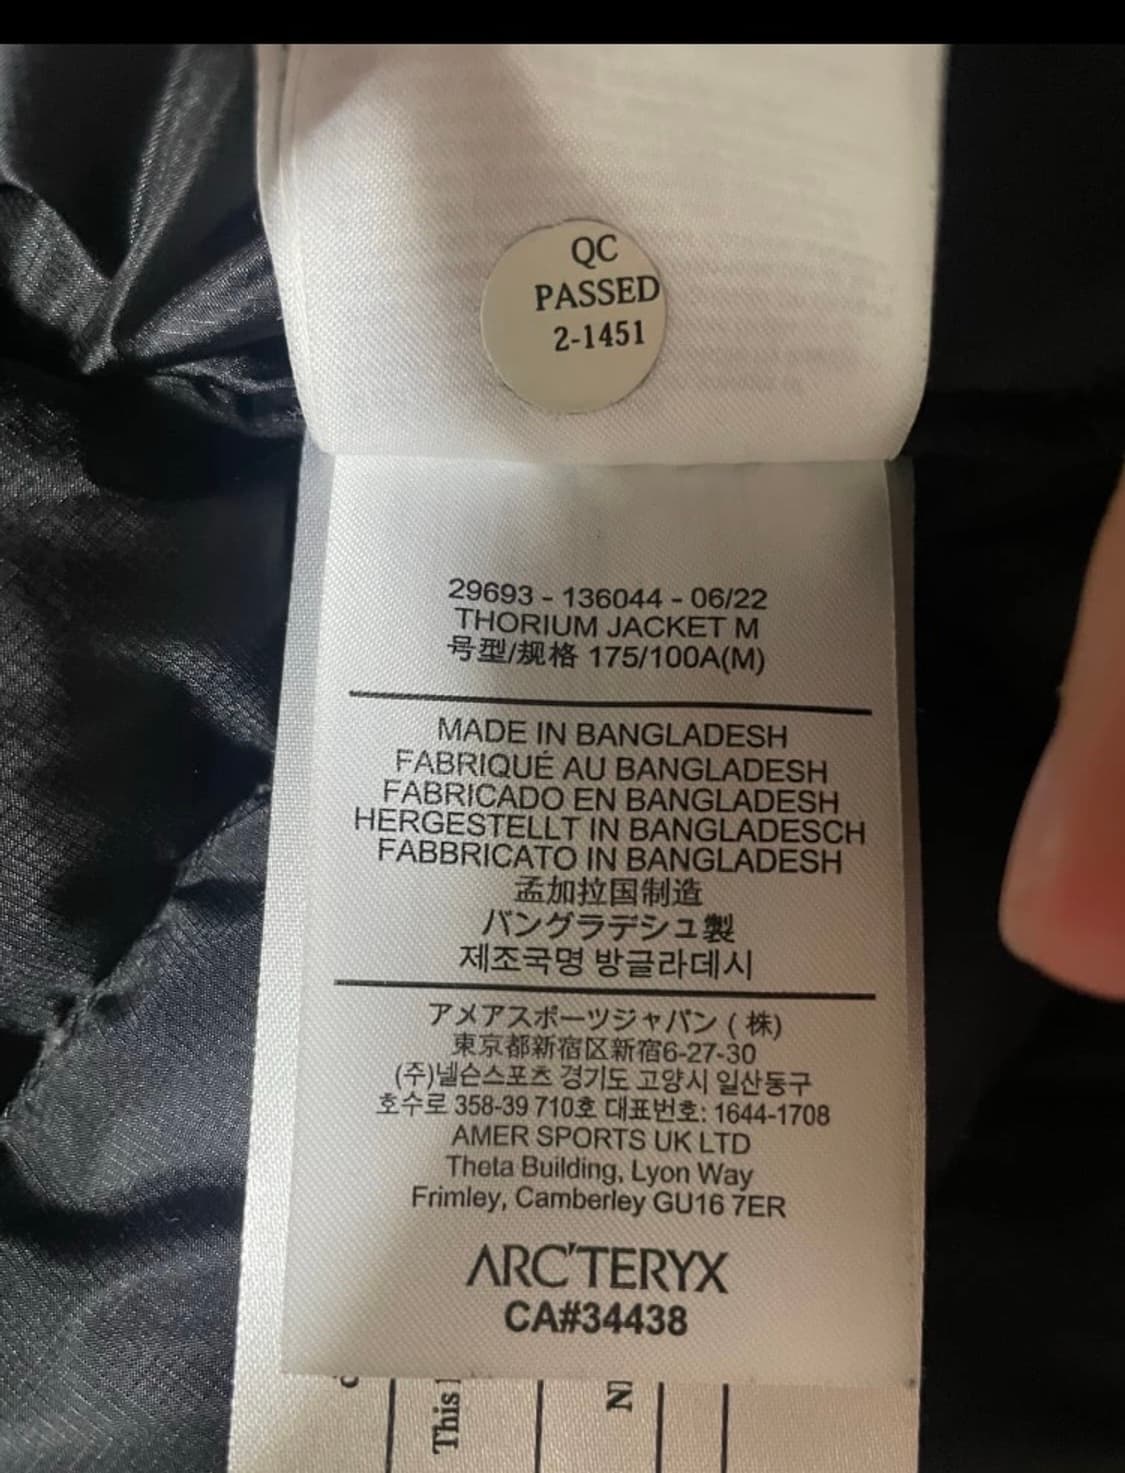 QC
PASSED
2-1451
29693 - 136044 - 06/22
THORIUM JACKET M
号型/规格 175/100A(M)
MADE IN BANGLADESH
FABRIQUÉ AU BANGLADESH
FABRICADO EN BANGLADESH
HERGESTELLT IN BANGLADESCH
FABBRICATO IN BANGLADESH
孟加拉国制造
バングラデシュ製
제조국명 방글라데시
アメアスポーツジャパン (株)
東京都新宿区新宿6-27-30
(주)넬슨스포츠 경기도 고양시 일산동구
호수로 358-39 710호 대표번호: 1644-1708
AMER SPORTS UK LTD
Theta Building, Lyon Way
Frimley, Camberley GU16 7ER
ARC'TERYX
CA#34438
This